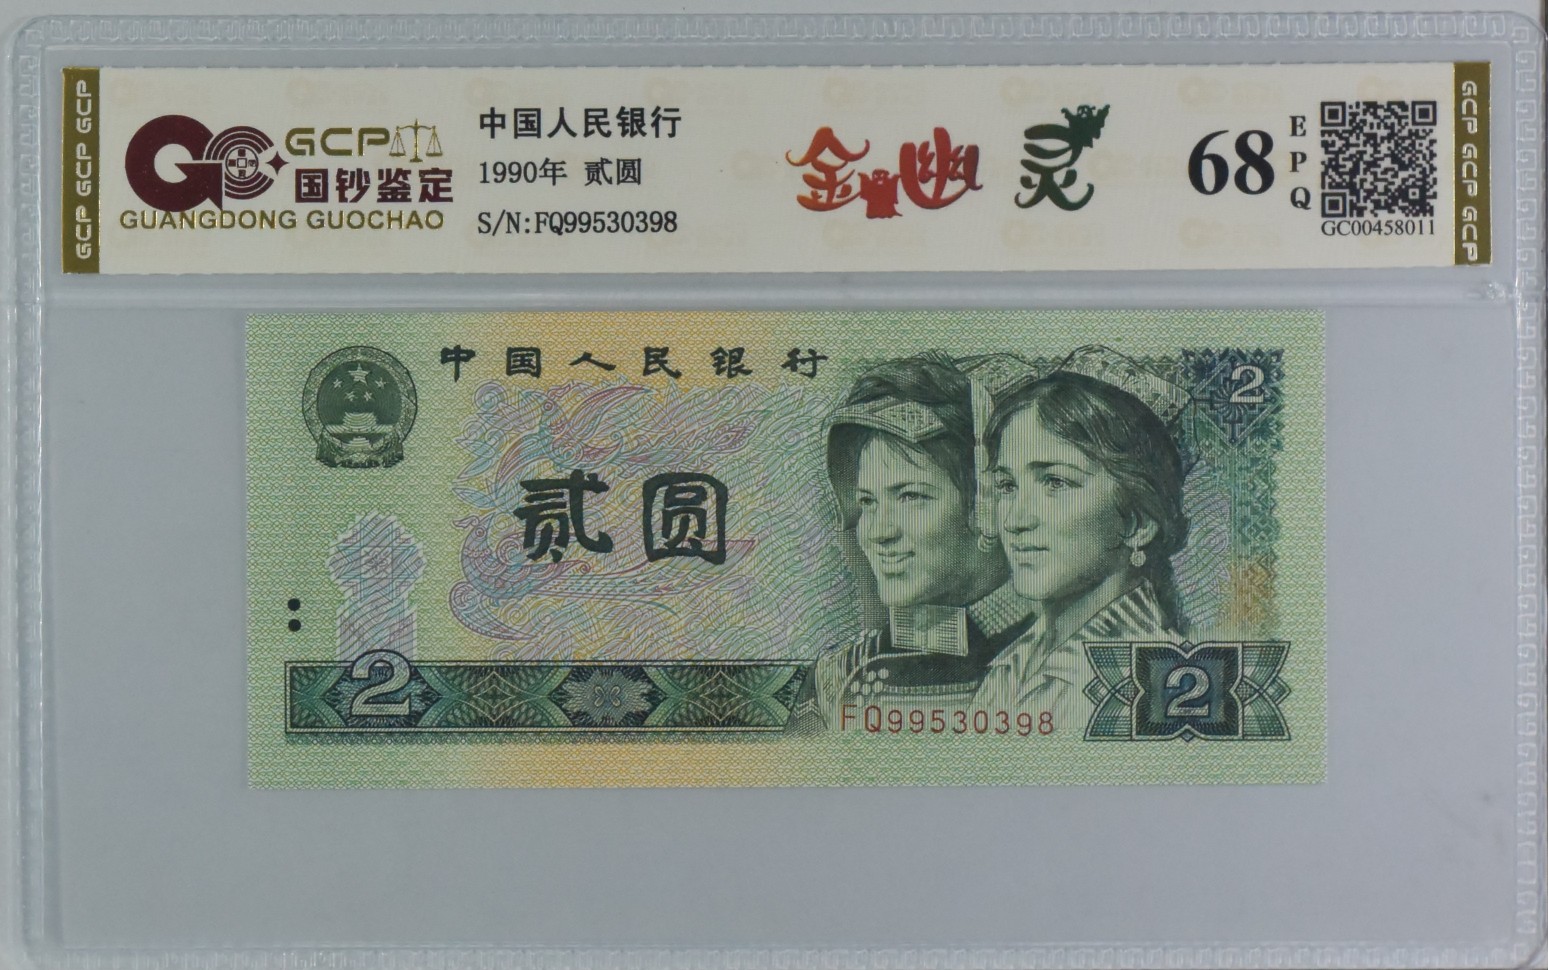 GCP GCP GCP
GCP
国钞鉴定
GUANGDONG GUOCHAO
中国人民银行
1990年 贰圆
S/N:FQ99530398
金幽灵
68
EPQ
GC00458011
GCP GCP GCP
中国人民银行
2
贰圆
2
FQ99530398
2